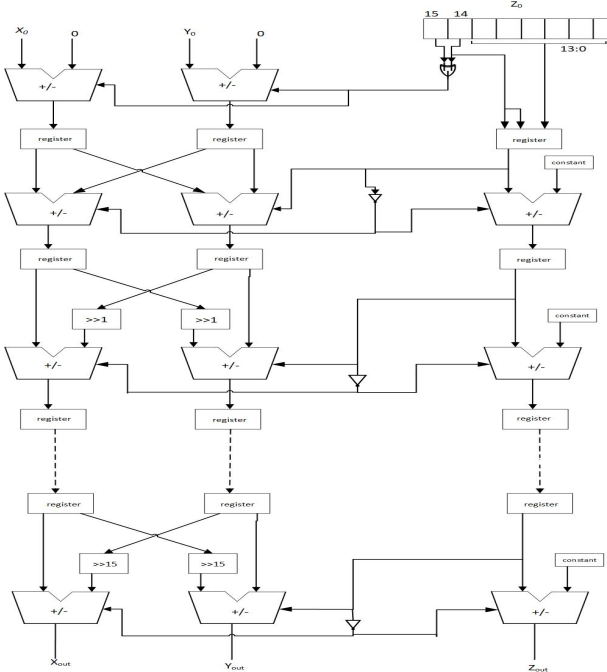 Z₀
X₀ 0 Y₀ 0 15 14
13:0
+/- +/-
register register register
constant
+/- +/- +/-
register register register
>>1 >>1 constant
+/- +/- +/-
register register register
register register register
>>15 >>15 constant
+/- +/- +/-
Xout Yout Zout